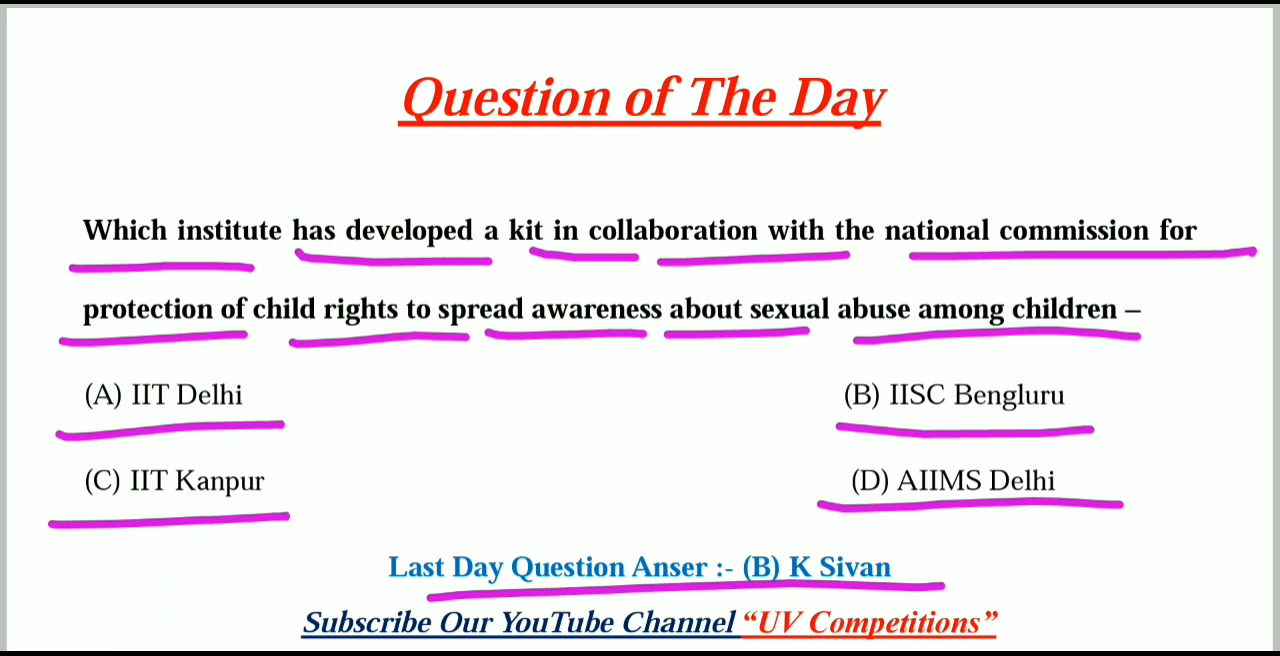 Question of The Day
Which institute has developed a kit in collaboration with the national commission for
protection of child rights to spread awareness about sexual abuse among children –
(A) IIT Delhi (B) IISC Bengluru
(C) IIT Kanpur (D) AIIMS Delhi
Last Day Question Anser :- (B) K Sivan
Subscribe Our YouTube Channel “UV Competitions”